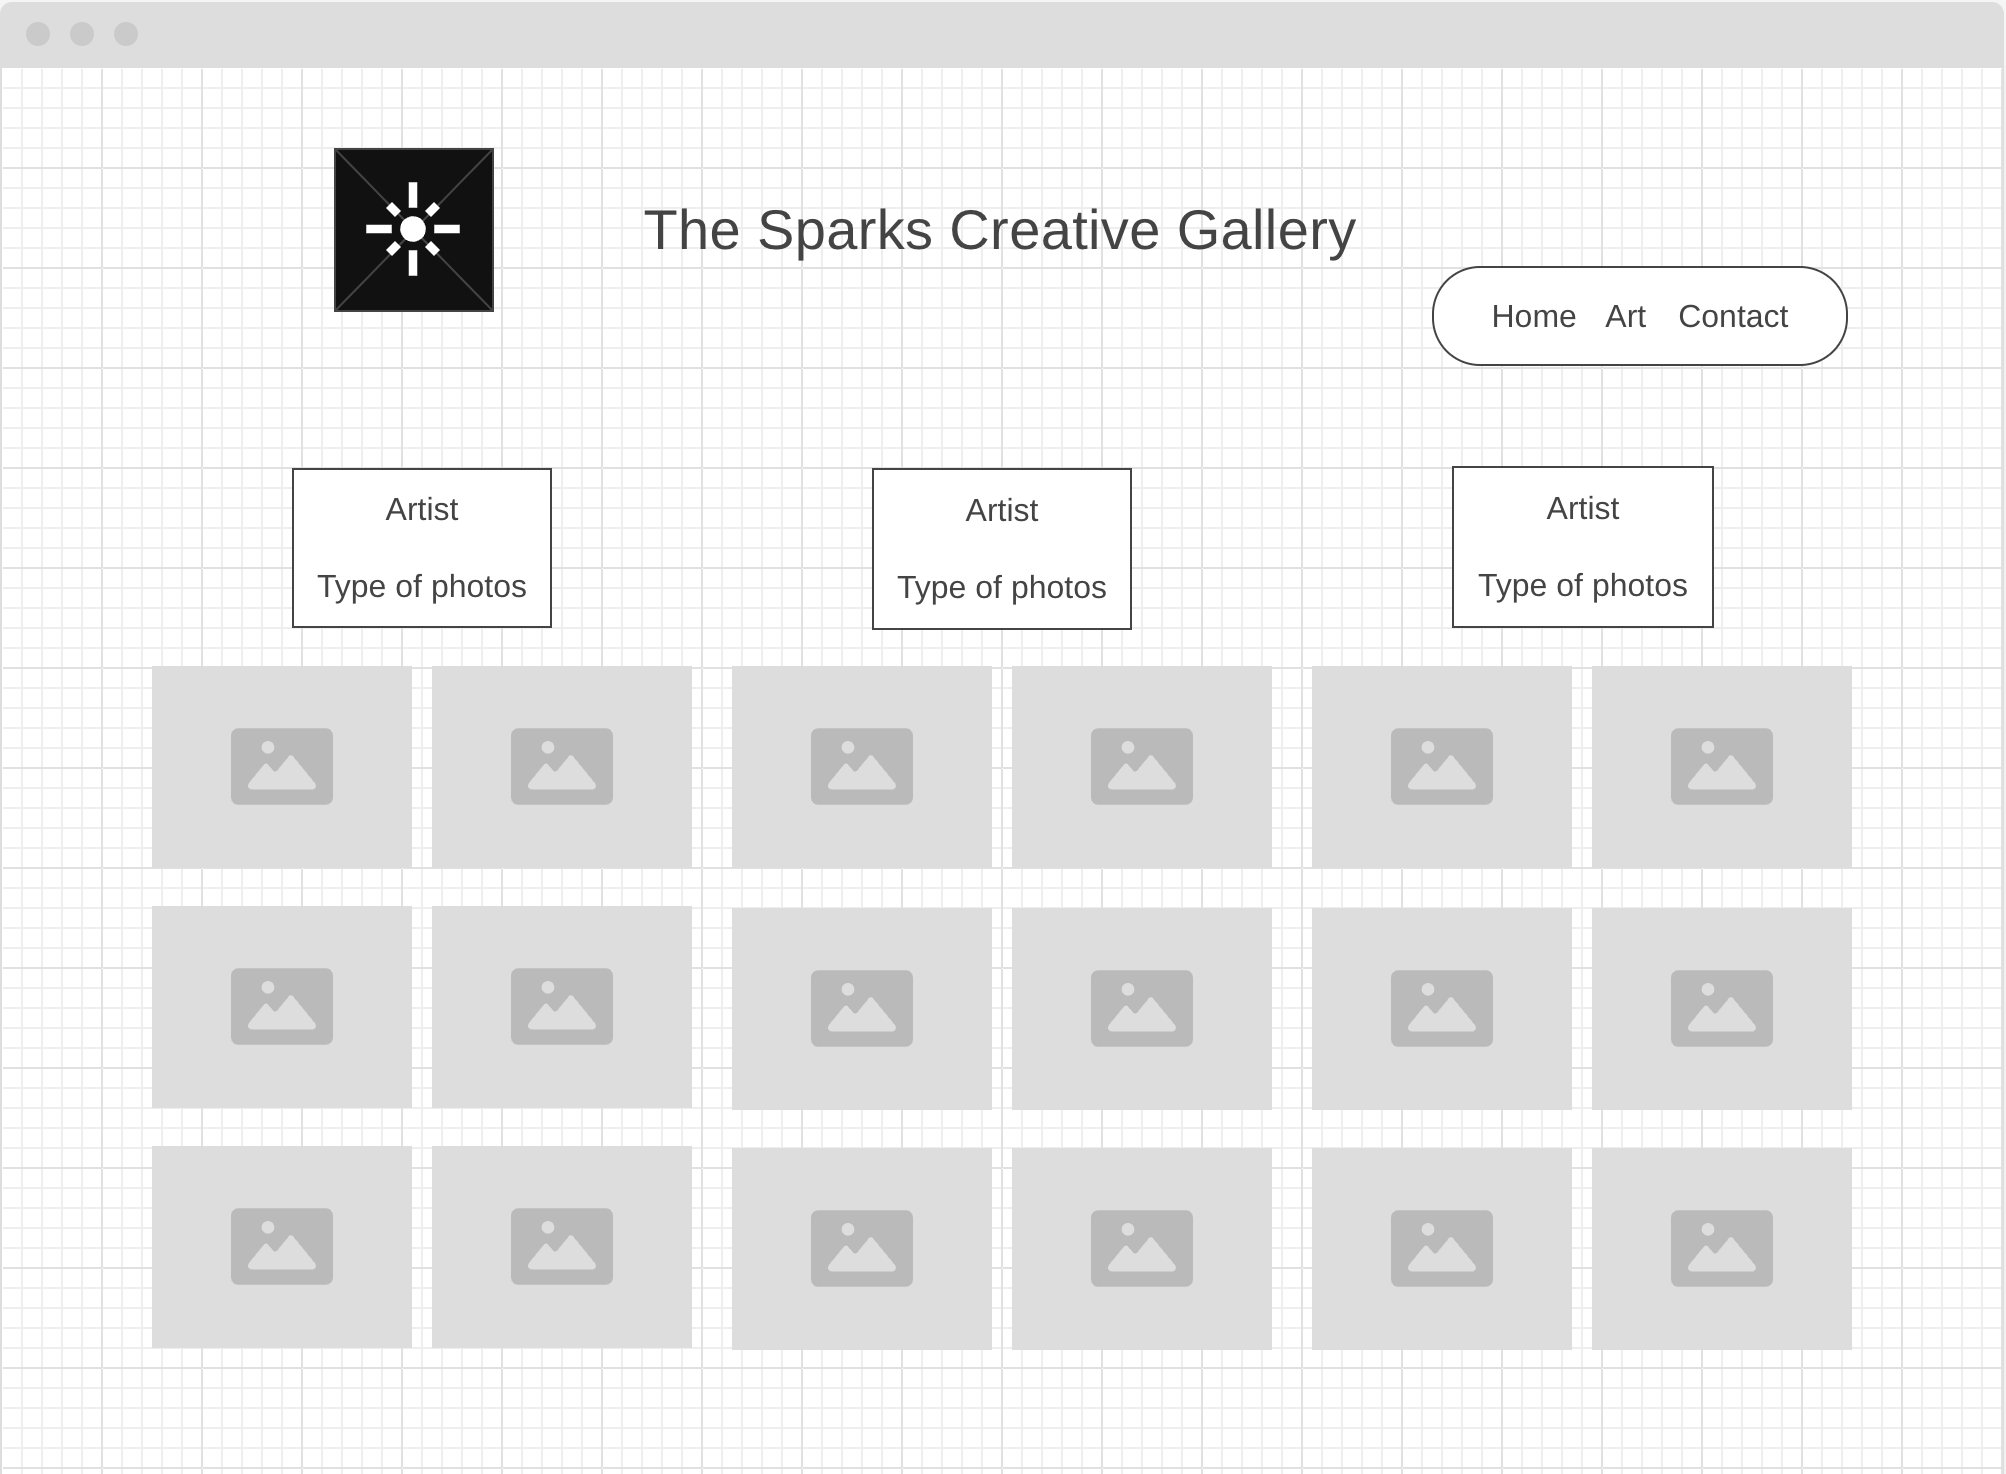 The Sparks Creative Gallery
Home Art Contact
Artist
Type of photos
Artist
Type of photos
Artist
Type of photos